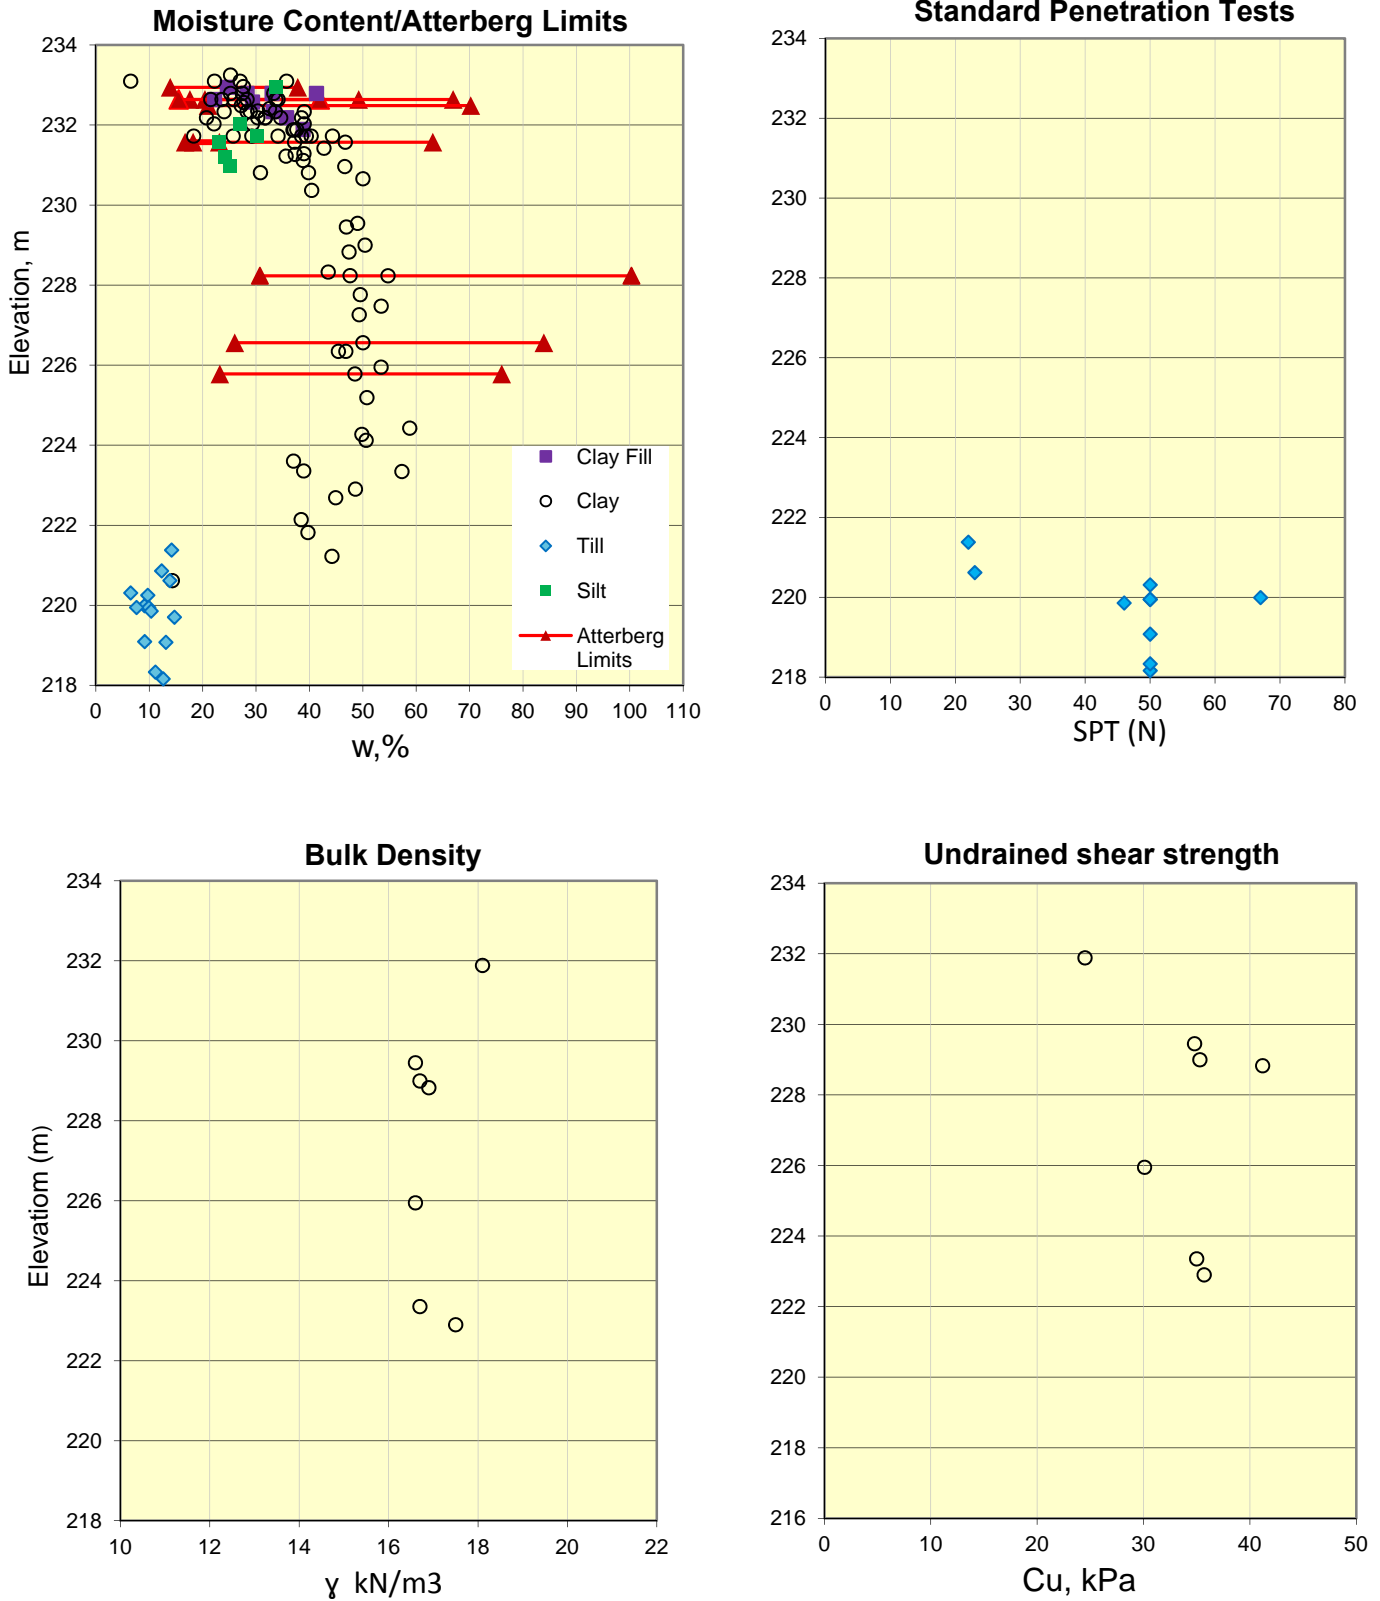 Moisture Content/Atterberg Limits
234
232
230
228
226
224
222
220
218
Elevation, m
0 10 20 30 40 50 60 70 80 90 100 110
w,%
Clay Fill
Clay
Till
Silt
Atterberg
Limits
Standard Penetration Tests
234
232
230
228
226
224
222
220
218
0 10 20 30 40 50 60 70 80
SPT (N)
Bulk Density
234
232
230
228
226
224
222
220
218
Elevatiom (m)
10 12 14 16 18 20 22
ɣ kN/m3
Undrained shear strength
234
232
230
228
226
224
222
220
218
216
0 10 20 30 40 50
Cu, kPa